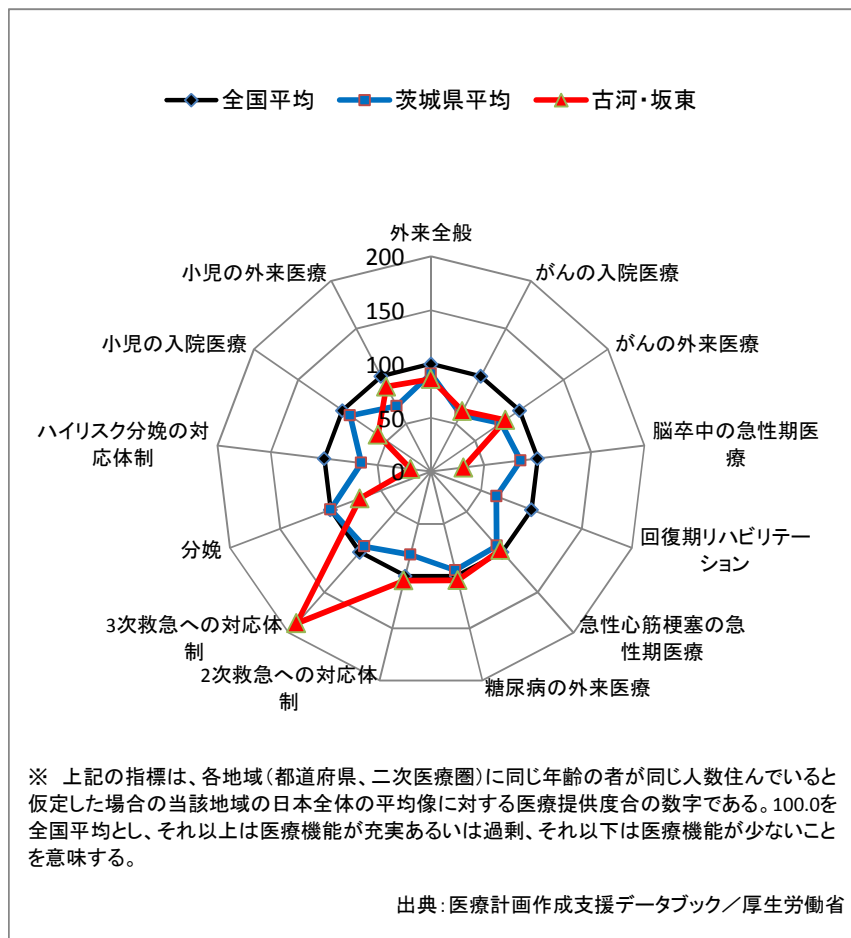 全国平均 茨城県平均 古河・坂東
外来全般
がんの入院医療
がんの外来医療
脳卒中の急性期医
療
回復期リハビリテー
ション
急性心筋梗塞の急
性期医療
糖尿病の外来医療
2次救急への対応体
制
3次救急への対応体
制
分娩
ハイリスク分娩の対
応体制
小児の入院医療
小児の外来医療
200
150
100
50
0
※ 上記の指標は、各地域(都道府県、二次医療圏)に同じ年齢の者が同じ人数住んでいると
仮定した場合の当該地域の日本全体の平均像に対する医療提供度合の数字である。100.0を
全国平均とし、それ以上は医療機能が充実あるいは過剰、それ以下は医療機能が少ないこと
を意味する。
出典:医療計画作成支援データブック/厚生労働省